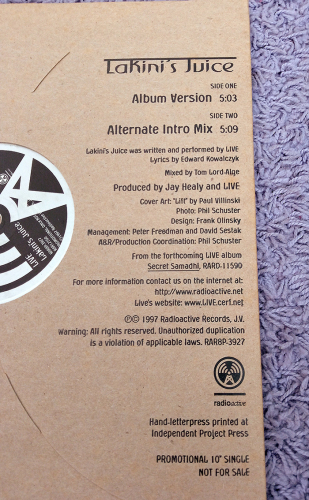 Lakini's Juice
SIDE ONE
Album Version 5:03
SIDE TWO
Alternate Intro Mix 5:09
Lakini's Juice was written and performed by LIVE
Lyrics by Edward Kowalczyk
Mixed by Tom Lord-Alge
Produced by Jay Healy and LIVE
Cover Art: "Lift" by Paul Villinski
Photo: Phil Schuster
Design: Frank Olinsky
Management: Peter Freedman and David Sestak
A&R/Production Coordination: Phil Schuster
From the forthcoming LIVE album
Secret Samadhi, RARD-11590
For more information contact us on the internet at:
http://www.radioactive.net
Live's website: www.LIVE.cerf.net
℗© 1997 Radioactive Records, J.V.
Warning: All rights reserved. Unauthorized duplication
is a violation of applicable laws. RAR8P-3927
radioactive
Hand-letterpress printed at
Independent Project Press
PROMOTIONAL 10" SINGLE
NOT FOR SALE
LIVE
LAKINI'S JUICE